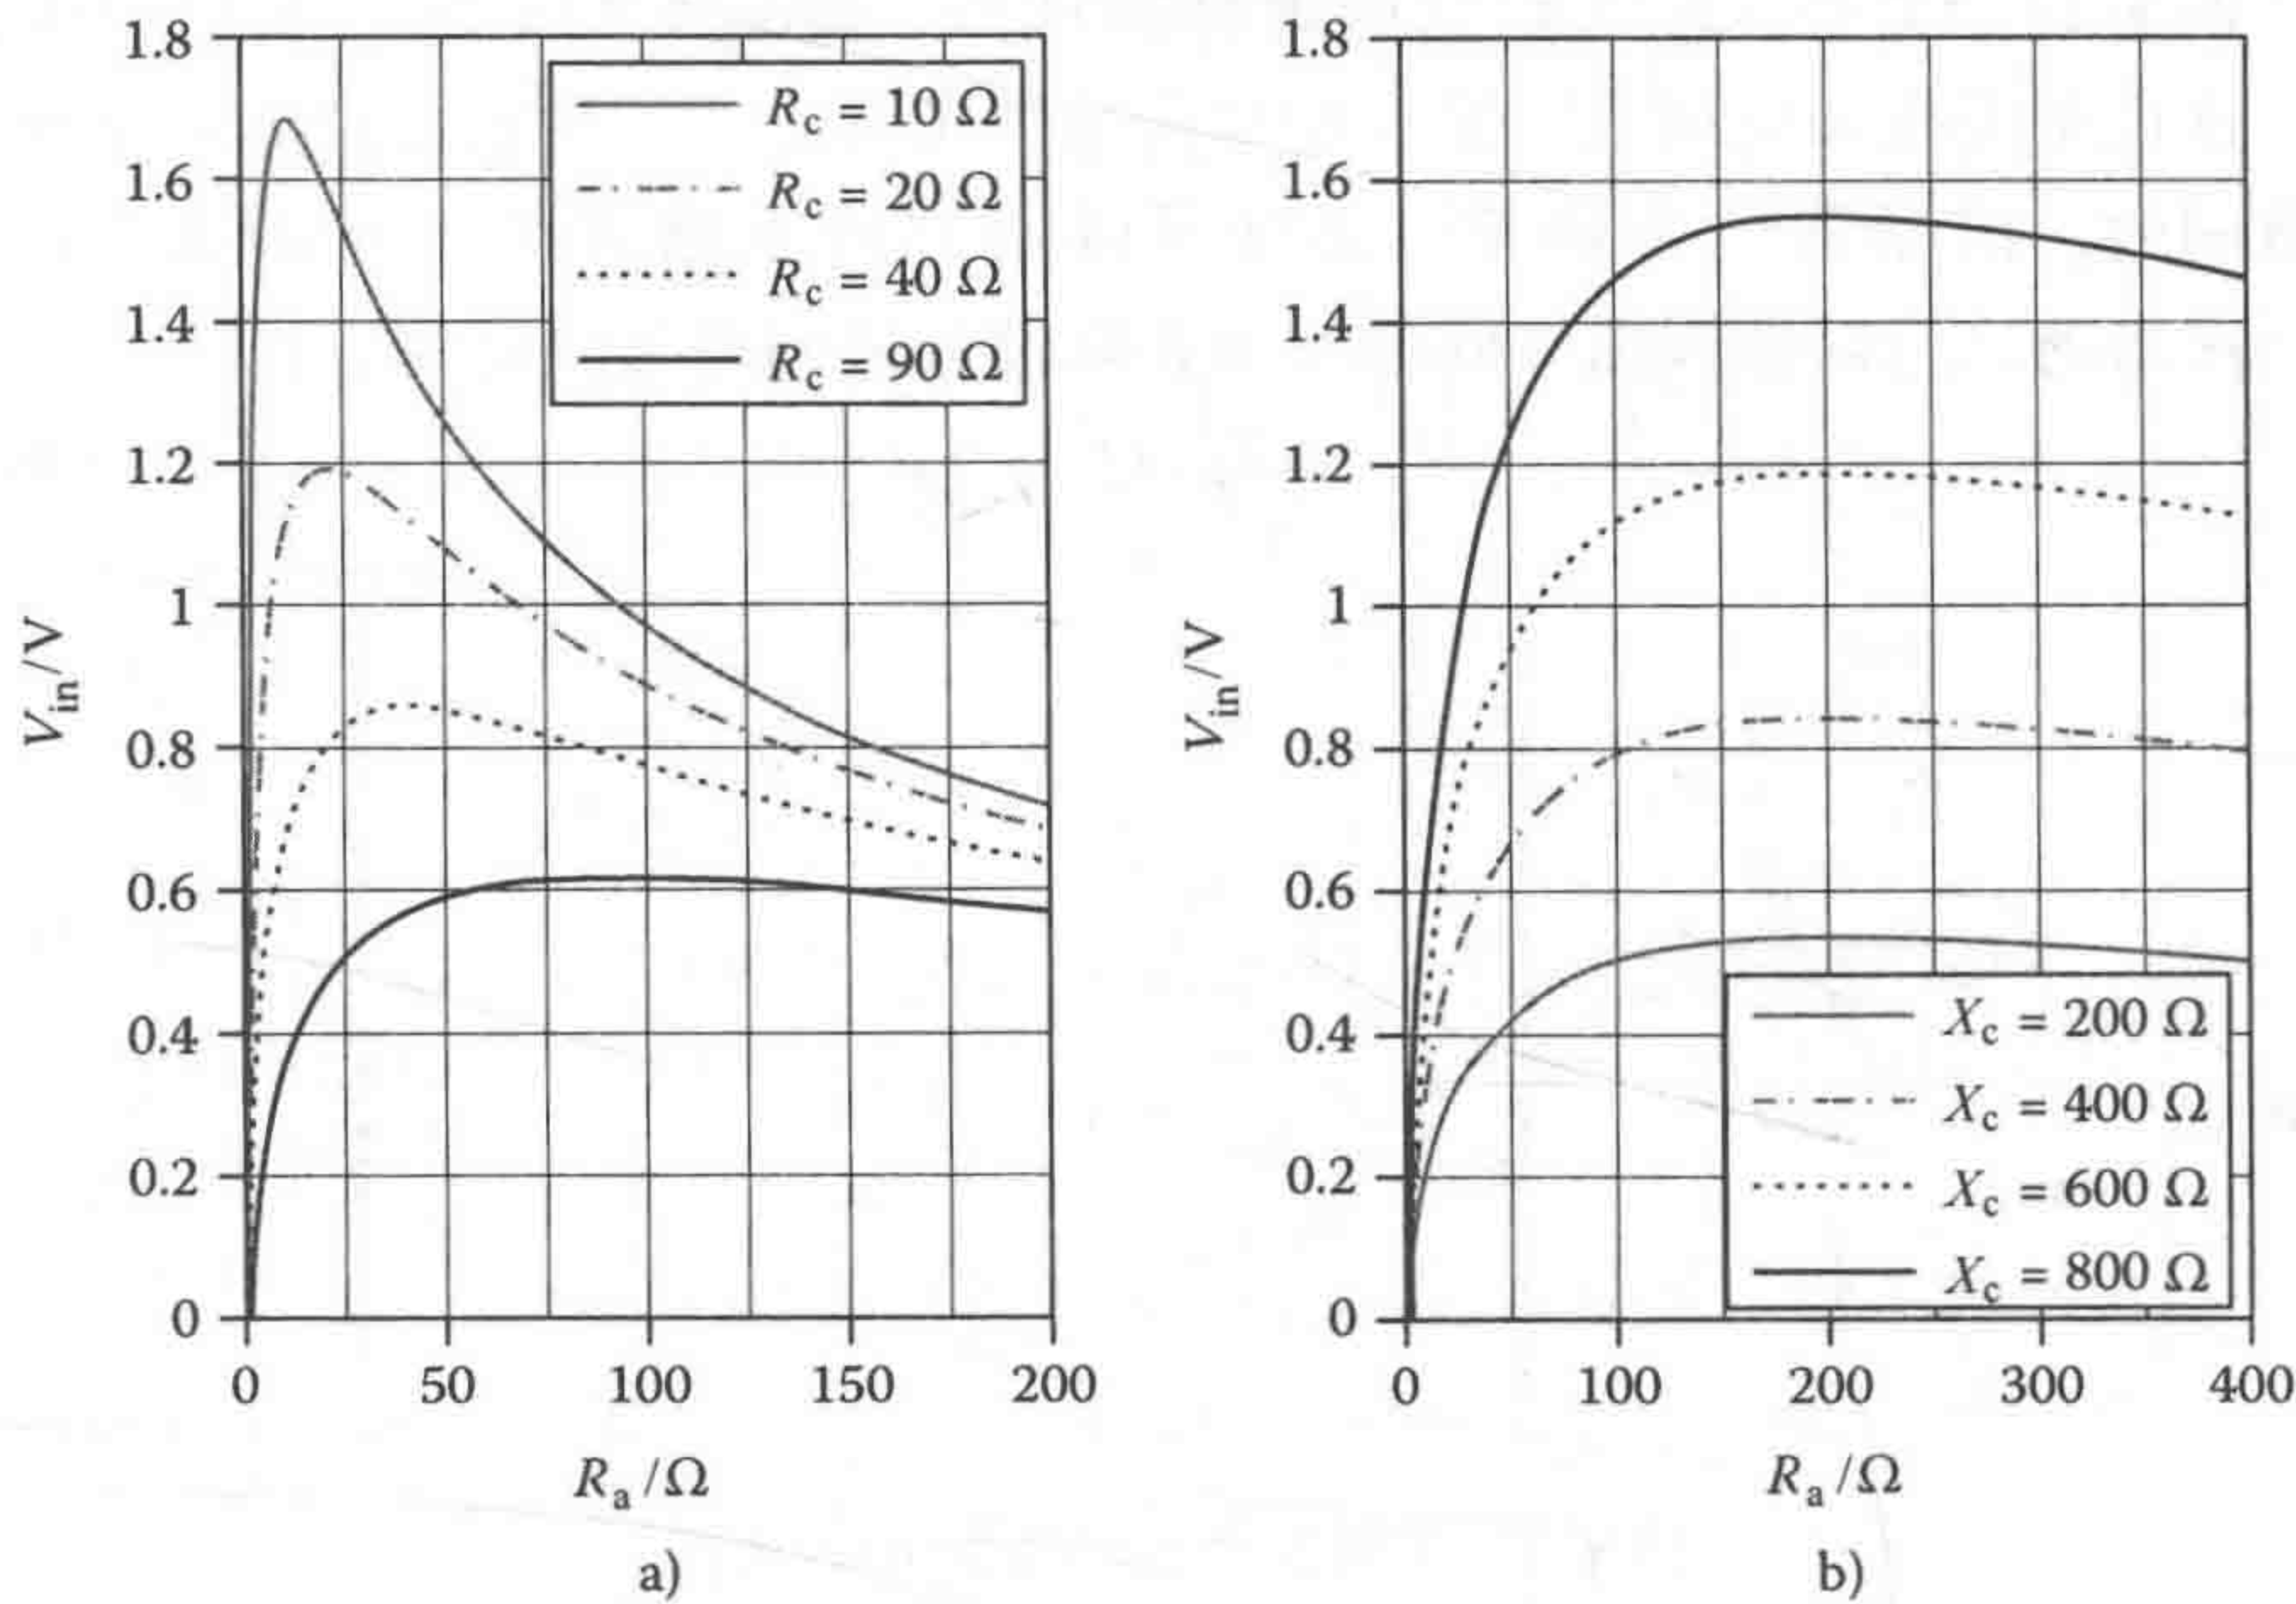 1.8
1.6
1.4
1.2
1
0.8
0.6
0.4
0.2
0
V_in/V
R_c = 10 Ω
R_c = 20 Ω
R_c = 40 Ω
R_c = 90 Ω
0 50 100 150 200
R_a /Ω
a)
1.8
1.6
1.4
1.2
1
0.8
0.6
0.4
0.2
0
V_in/V
X_c = 200 Ω
X_c = 400 Ω
X_c = 600 Ω
X_c = 800 Ω
0 100 200 300 400
R_a /Ω
b)